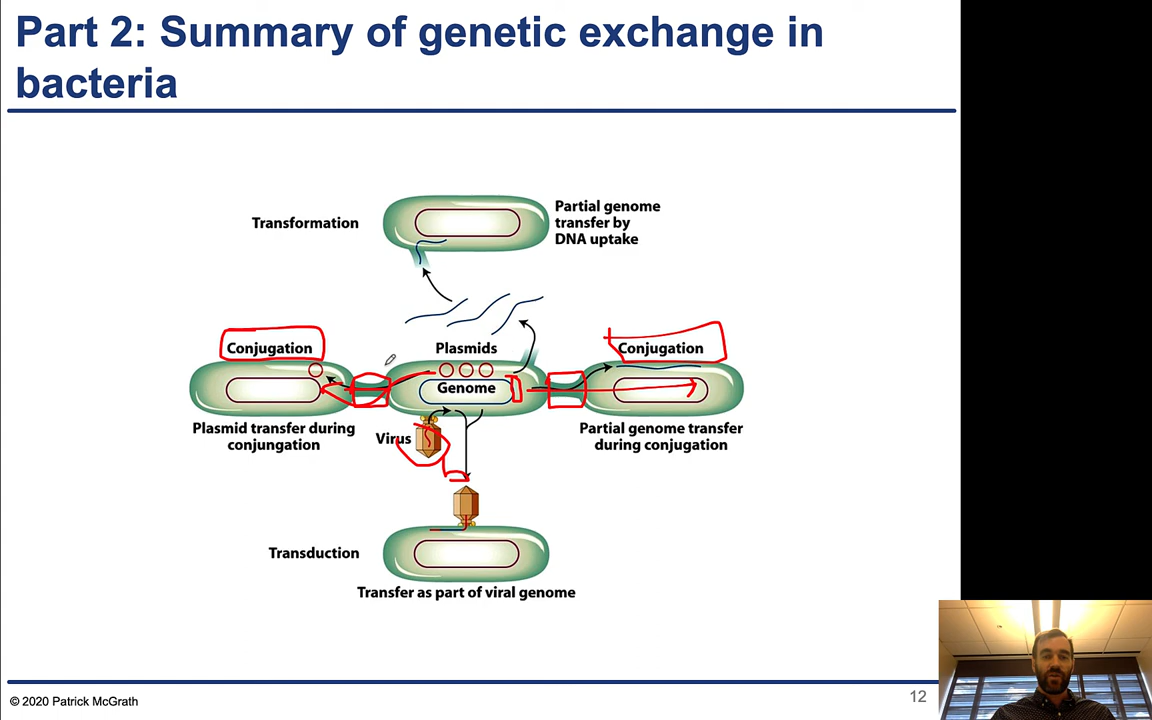 Part 2: Summary of genetic exchange in
bacteria
Transformation
Partial genome
transfer by
DNA uptake
Conjugation
Plasmids
Conjugation
Genome
Plasmid transfer during
conjungation
Virus
Partial genome transfer
during conjugation
Transduction
Transfer as part of viral genome
© 2020 Patrick McGrath
12